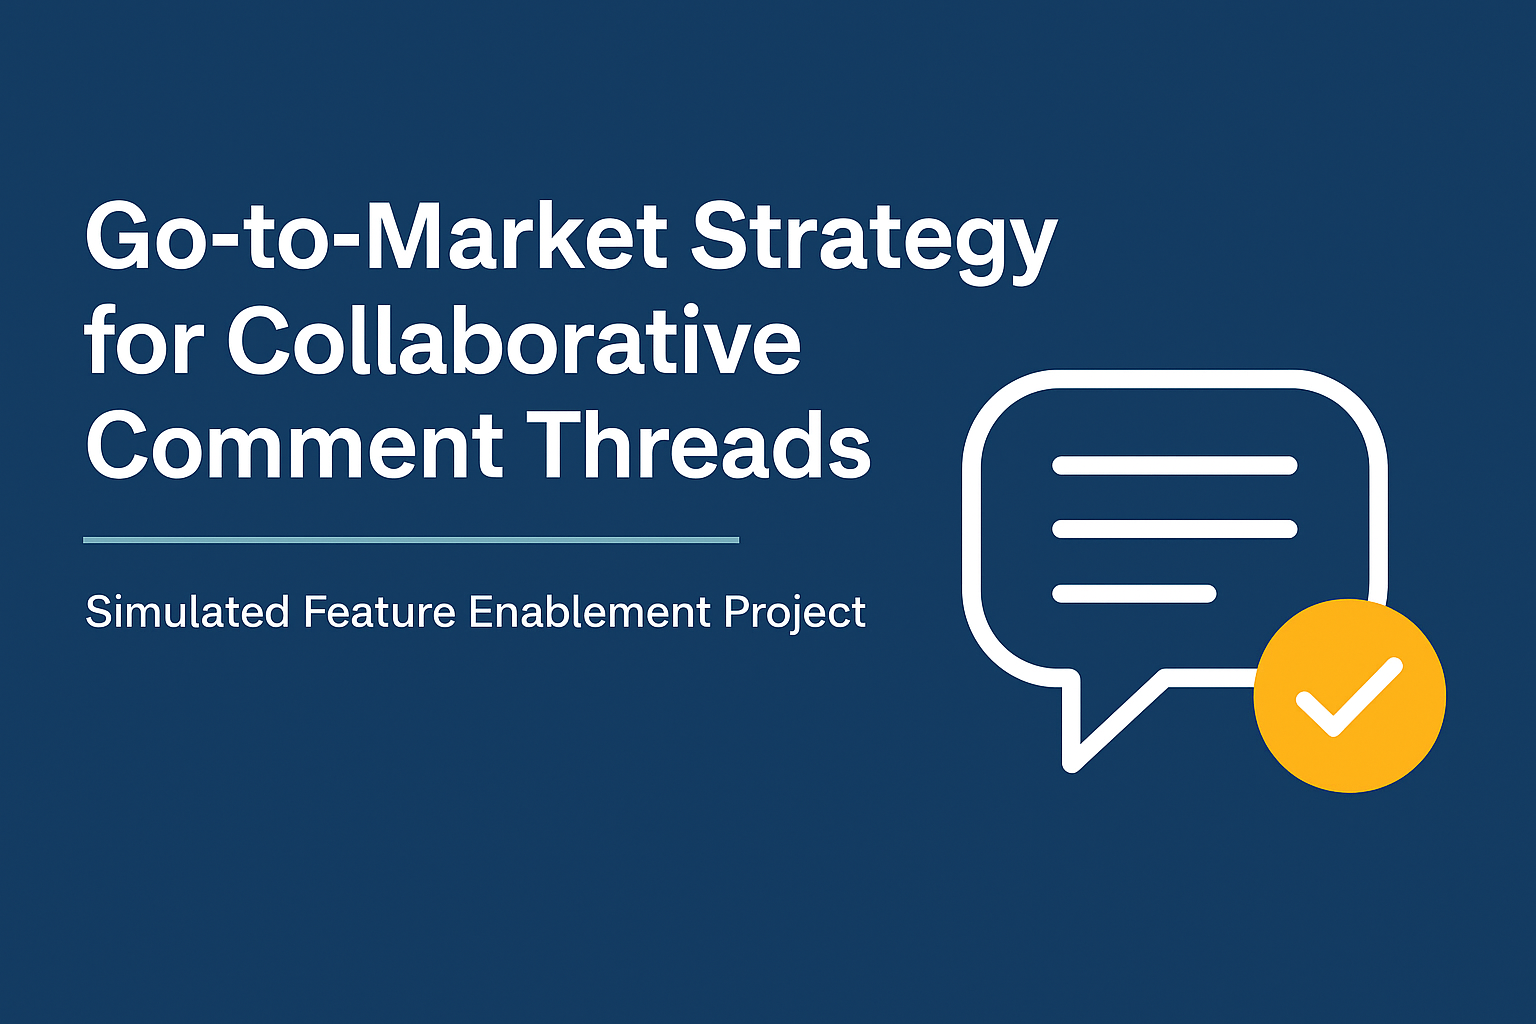 Go-to-Market Strategy
for Collaborative
Comment Threads
Simulated Feature Enablement Project